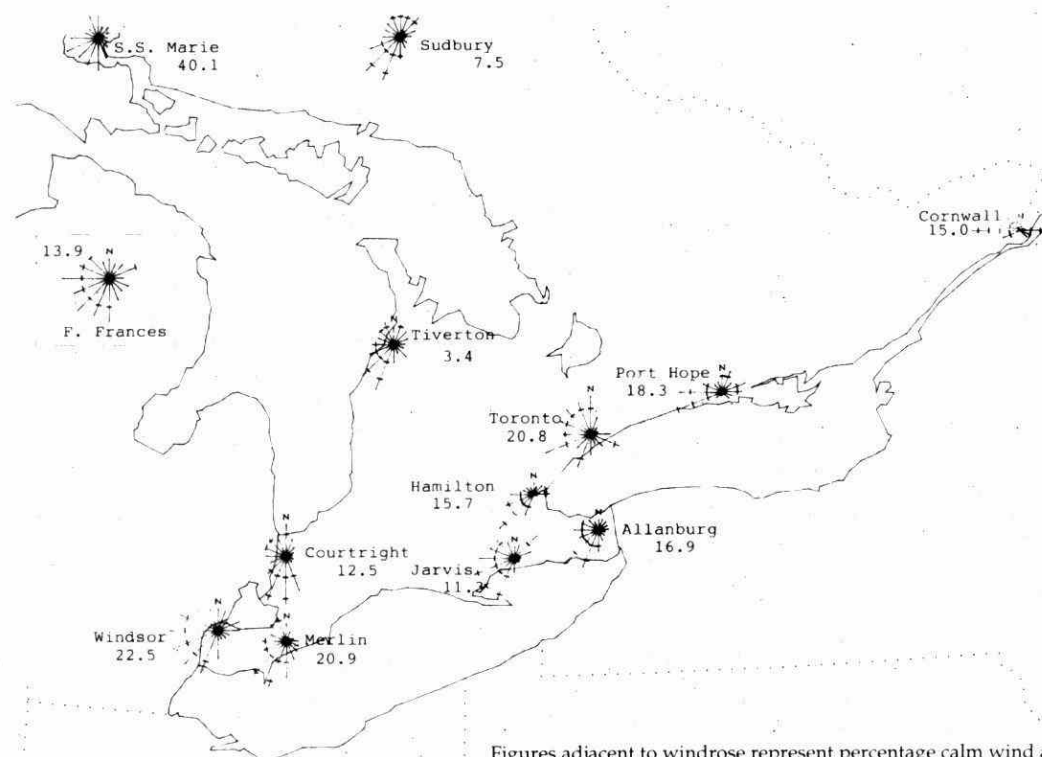 S.S. Marie
40.1
Sudbury
7.5
Cornwall
15.0
N
13.9
N
F. Frances
N
Tiverton
3.4
Port Hope
N
18.3
N
Toronto
20.8
Hamilton
N
15.7
N
Allanburg
16.9
N
Courtright
12.5
N
Jarvis
N
Windsor
22.5
N
Merlin
20.9
Figures adjacent to windrose represent percentage calm wind